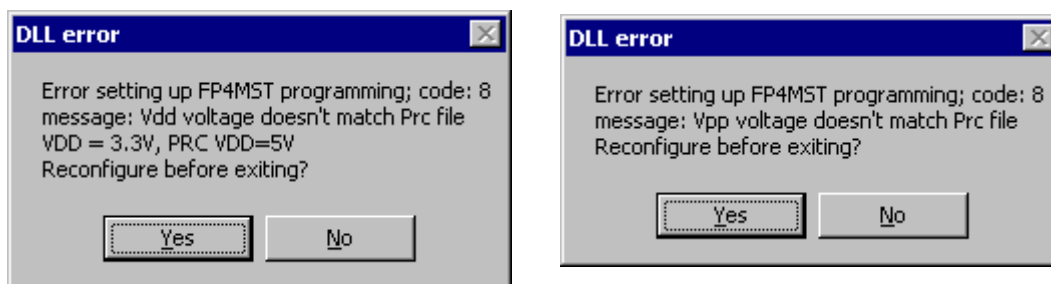 DLL error
Error setting up FP4MST programming; code: 8
message: Vdd voltage doesn't match Prc file
VDD = 3.3V, PRC VDD=5V
Reconfigure before exiting?
Yes
No
DLL error
Error setting up FP4MST programming; code: 8
message: Vpp voltage doesn't match Prc file
Reconfigure before exiting?
Yes
No